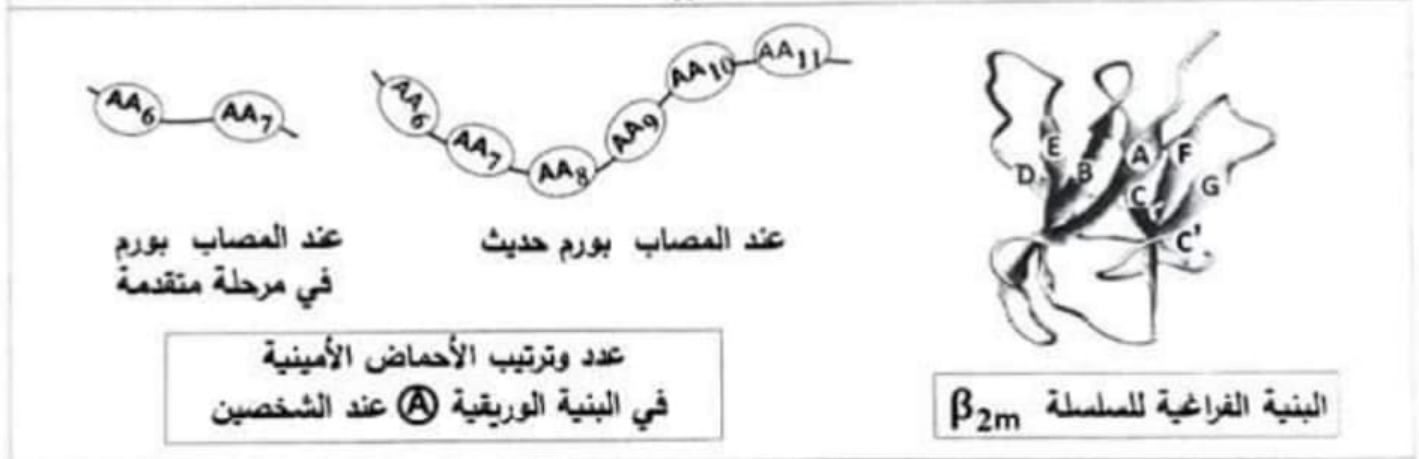 AA6 AA7
AA6 AA7 AA8 AA9 AA10 AA11
E A F
D B C G
C'
عند المصاب بورم
في مرحلة متقدمة
عند المصاب بورم حديث
عدد وترتيب الأحماض الأمينية
في البنية الوريقية A عند الشخصين
البنية الفراغية للسلسلة β2m